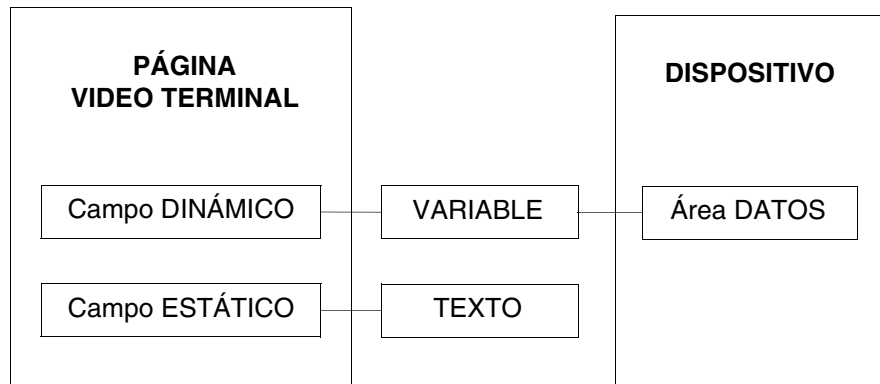 PÁGINA
VIDEO TERMINAL
DISPOSITIVO
Campo DINÁMICO
VARIABLE
Área DATOS
Campo ESTÁTICO
TEXTO